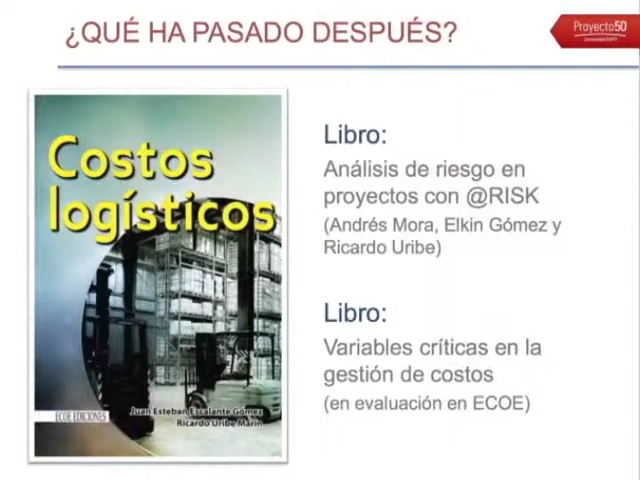 ¿QUÉ HA PASADO DESPUÉS?
Proyecto50
Universidad EAFIT
Costos
logísticos
ECOE EDICIONES
Juan Esteban Escalante Gómez
Ricardo Uribe Marín
Libro:
Análisis de riesgo en
proyectos con @RISK
(Andrés Mora, Elkin Gómez y
Ricardo Uribe)
Libro:
Variables críticas en la
gestión de costos
(en evaluación en ECOE)